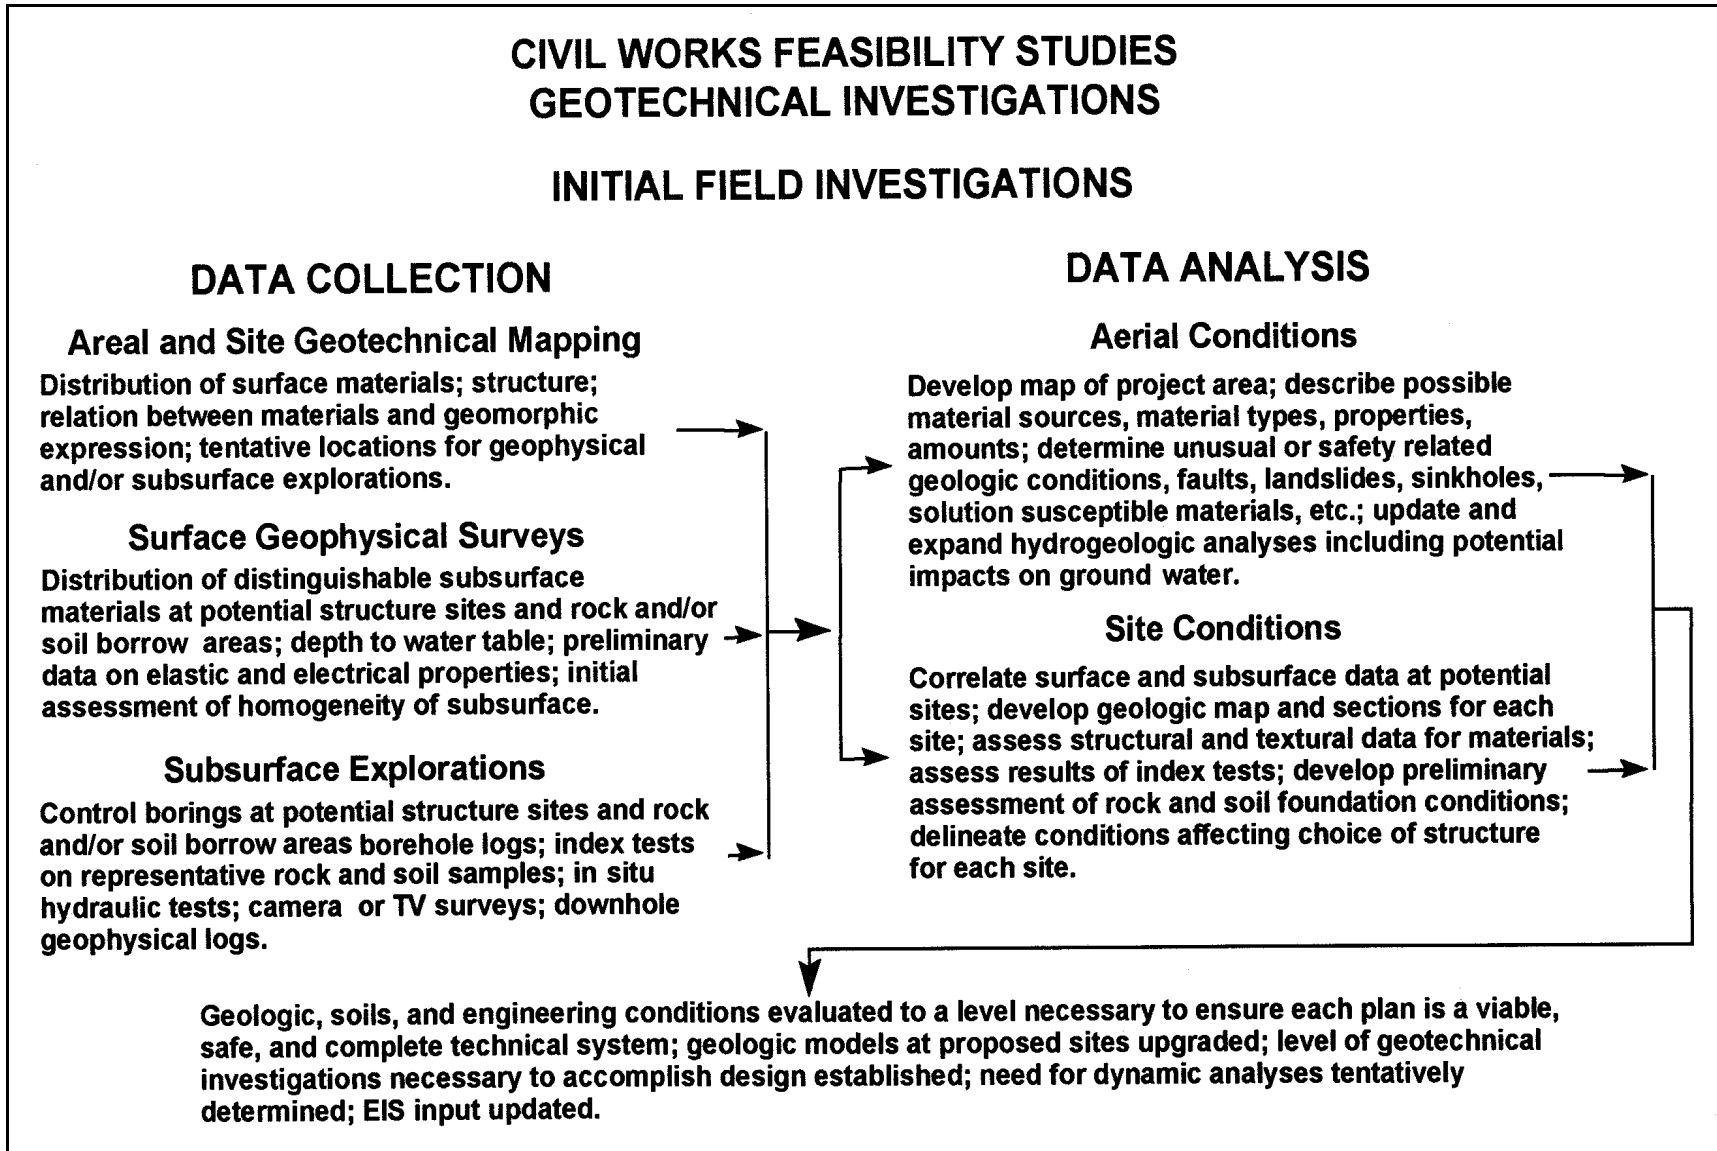 CIVIL WORKS FEASIBILITY STUDIES
GEOTECHNICAL INVESTIGATIONS
INITIAL FIELD INVESTIGATIONS
DATA COLLECTION
Areal and Site Geotechnical Mapping
Distribution of surface materials; structure;
relation between materials and geomorphic
expression; tentative locations for geophysical
and/or subsurface explorations.
Surface Geophysical Surveys
Distribution of distinguishable subsurface
materials at potential structure sites and rock and/or
soil borrow areas; depth to water table; preliminary
data on elastic and electrical properties; initial
assessment of homogeneity of subsurface.
Subsurface Explorations
Control borings at potential structure sites and rock
and/or soil borrow areas borehole logs; index tests
on representative rock and soil samples; in situ
hydraulic tests; camera or TV surveys; downhole
geophysical logs.
DATA ANALYSIS
Aerial Conditions
Develop map of project area; describe possible
material sources, material types, properties,
amounts; determine unusual or safety related
geologic conditions, faults, landslides, sinkholes,
solution susceptible materials, etc.; update and
expand hydrogeologic analyses including potential
impacts on ground water.
Site Conditions
Correlate surface and subsurface data at potential
sites; develop geologic map and sections for each
site; assess structural and textural data for materials;
assess results of index tests; develop preliminary
assessment of rock and soil foundation conditions;
delineate conditions affecting choice of structure
for each site.
Geologic, soils, and engineering conditions evaluated to a level necessary to ensure each plan is a viable,
safe, and complete technical system; geologic models at proposed sites upgraded; level of geotechnical
investigations necessary to accomplish design established; need for dynamic analyses tentatively
determined; EIS input updated.